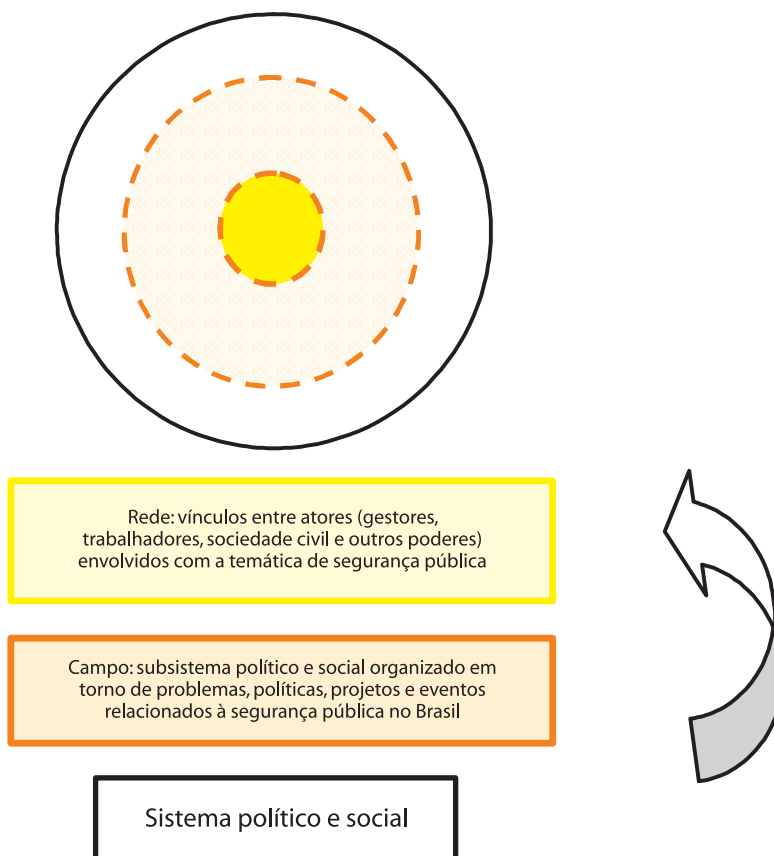 Rede: vínculos entre atores (gestores,
trabalhadores, sociedade civil e outros poderes)
envolvidos com a temática de segurança pública
Campo: subsistema político e social organizado em
torno de problemas, políticas, projetos e eventos
relacionados à segurança pública no Brasil
Sistema político e social